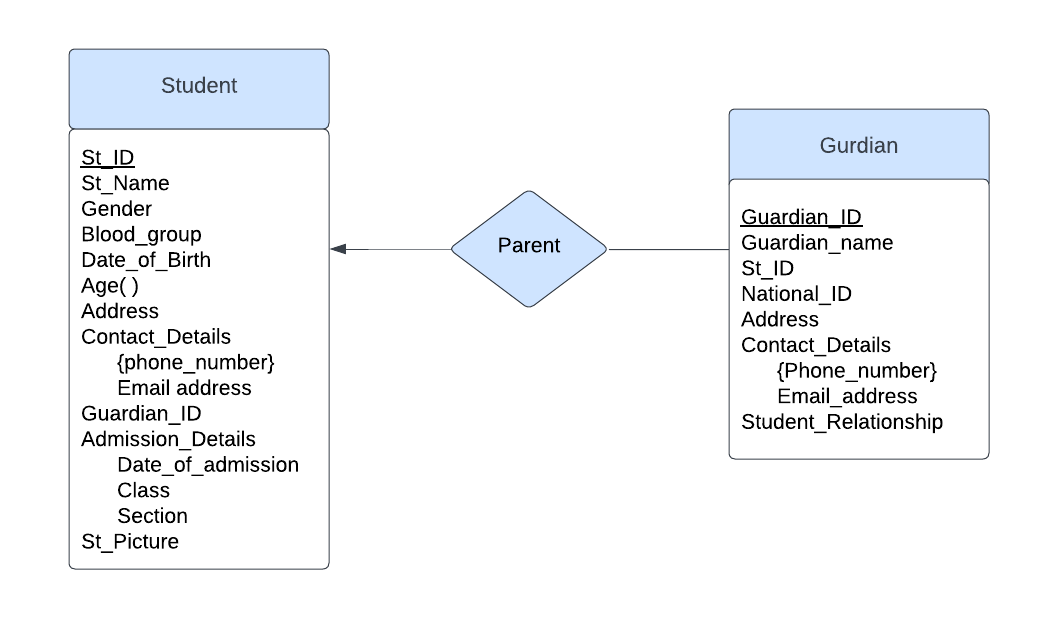 Student
St_ID
St_Name
Gender
Blood_group
Date_of_Birth
Age( )
Address
Contact_Details
{phone_number}
Email address
Guardian_ID
Admission_Details
Date_of_admission
Class
Section
St_Picture
Parent
Gurdian
Guardian_ID
Guardian_name
St_ID
National_ID
Address
Contact_Details
{Phone_number}
Email_address
Student_Relationship